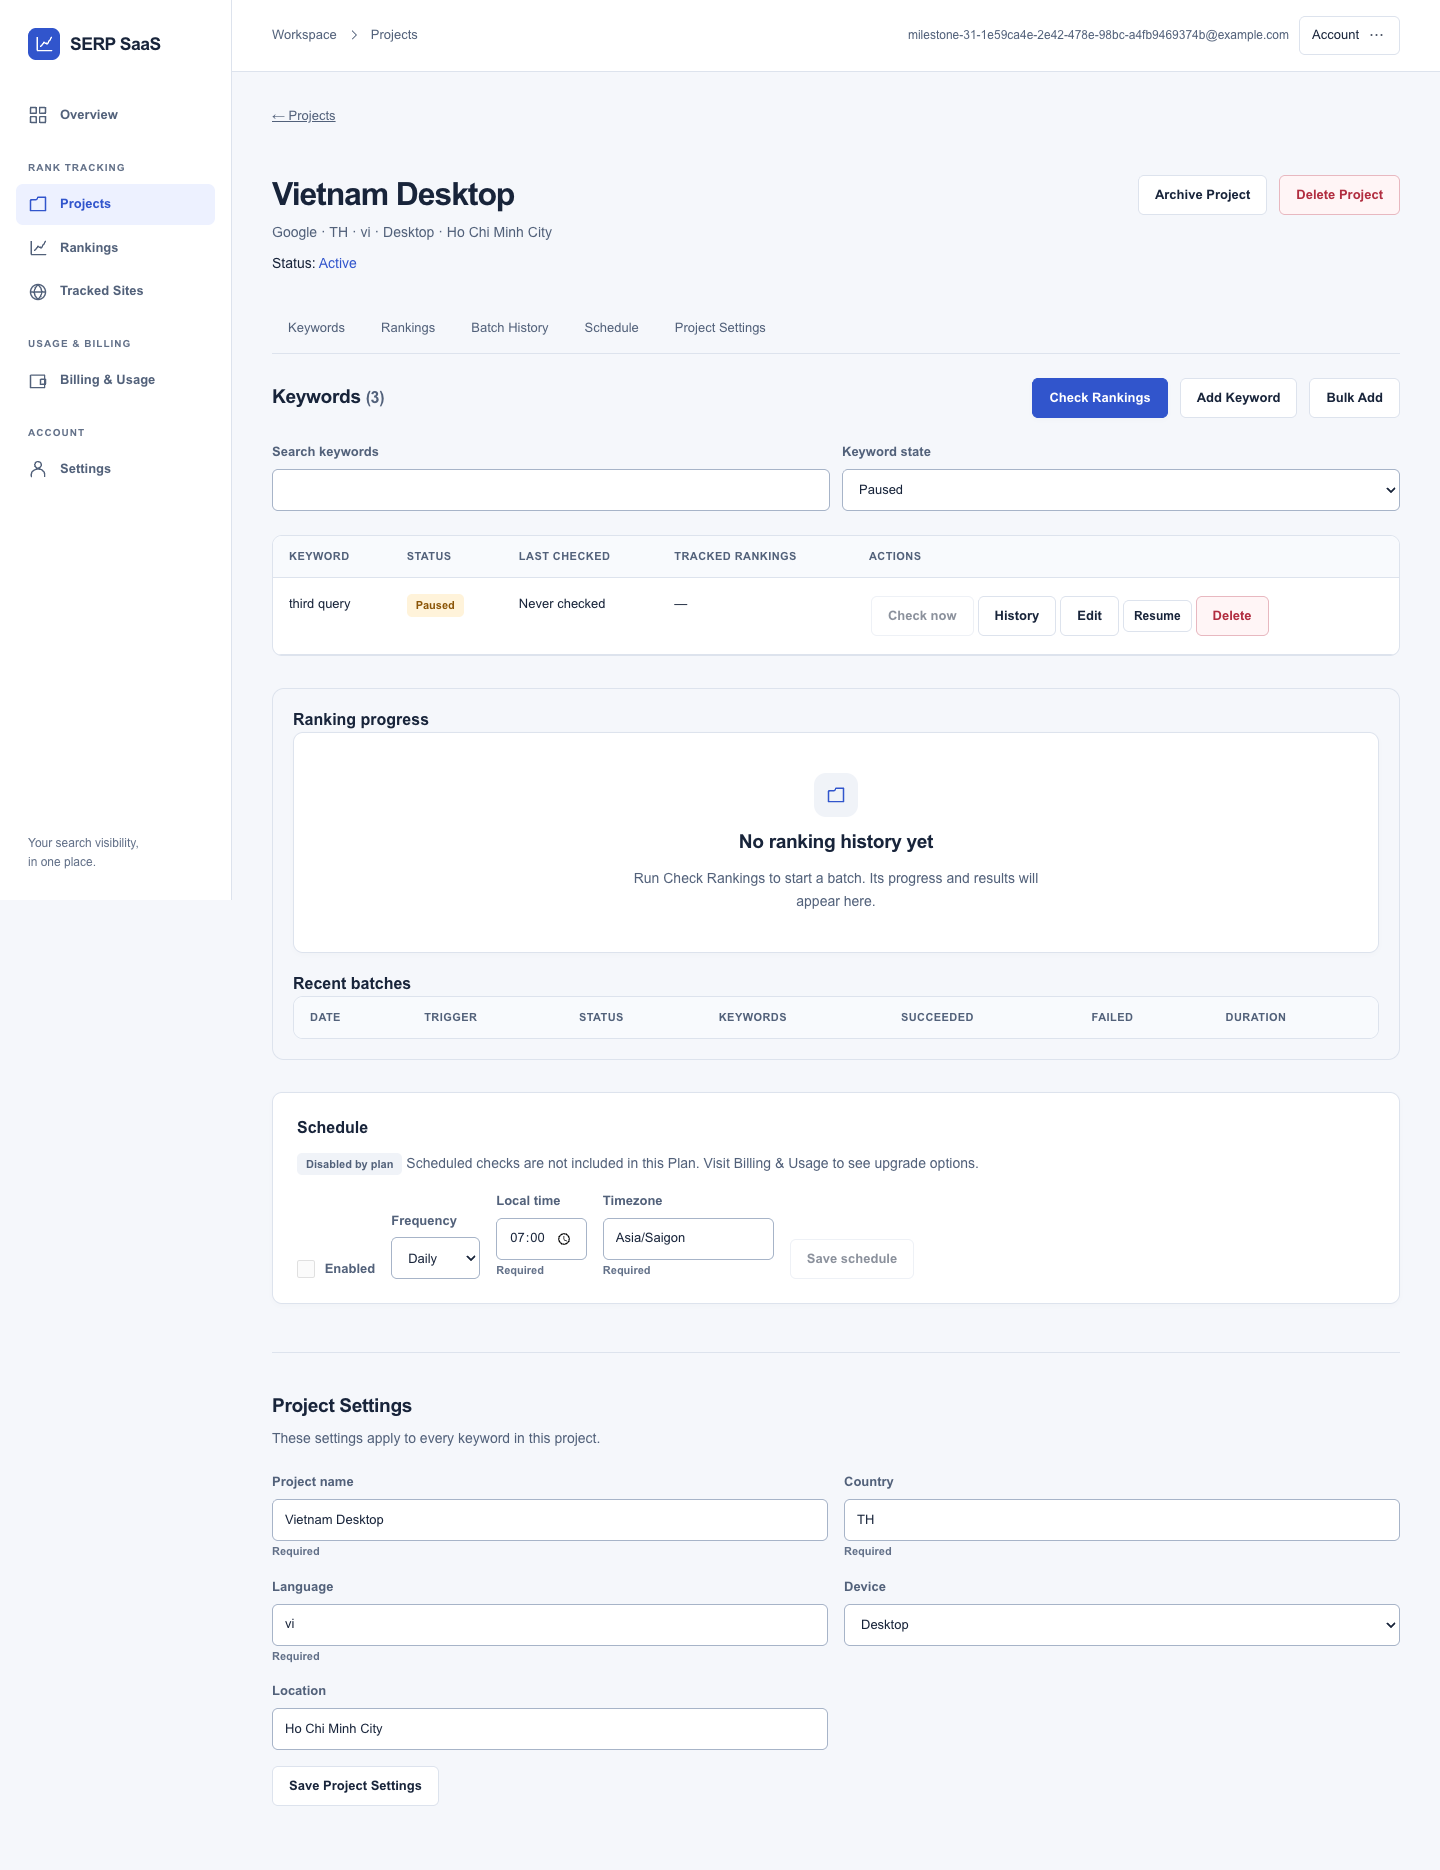 SERP SaaS
Overview
RANK TRACKING
Projects
Rankings
Tracked Sites
USAGE & BILLING
Billing & Usage
ACCOUNT
Settings
Your search visibility,
in one place.
Workspace > Projects
milestone-31-1e59ca4e-2e42-478e-98bc-a4fb9469374b@example.com
Account ···
← Projects
Vietnam Desktop
Archive Project
Delete Project
Google · TH · vi · Desktop · Ho Chi Minh City
Status: Active
Keywords Rankings Batch History Schedule Project Settings
Keywords (3)
Check Rankings
Add Keyword
Bulk Add
Search keywords
Keyword state
Paused
KEYWORD STATUS LAST CHECKED TRACKED RANKINGS ACTIONS
third query Paused Never checked — Check now History Edit Resume Delete
Ranking progress
No ranking history yet
Run Check Rankings to start a batch. Its progress and results will
appear here.
Recent batches
DATE TRIGGER STATUS KEYWORDS SUCCEEDED FAILED DURATION
Schedule
Disabled by plan Scheduled checks are not included in this Plan. Visit Billing & Usage to see upgrade options.
Enabled
Frequency
Daily
Local time
07:00
Required
Timezone
Asia/Saigon
Required
Save schedule
Project Settings
These settings apply to every keyword in this project.
Project name
Vietnam Desktop
Required
Country
TH
Required
Language
vi
Required
Device
Desktop
Location
Ho Chi Minh City
Save Project Settings